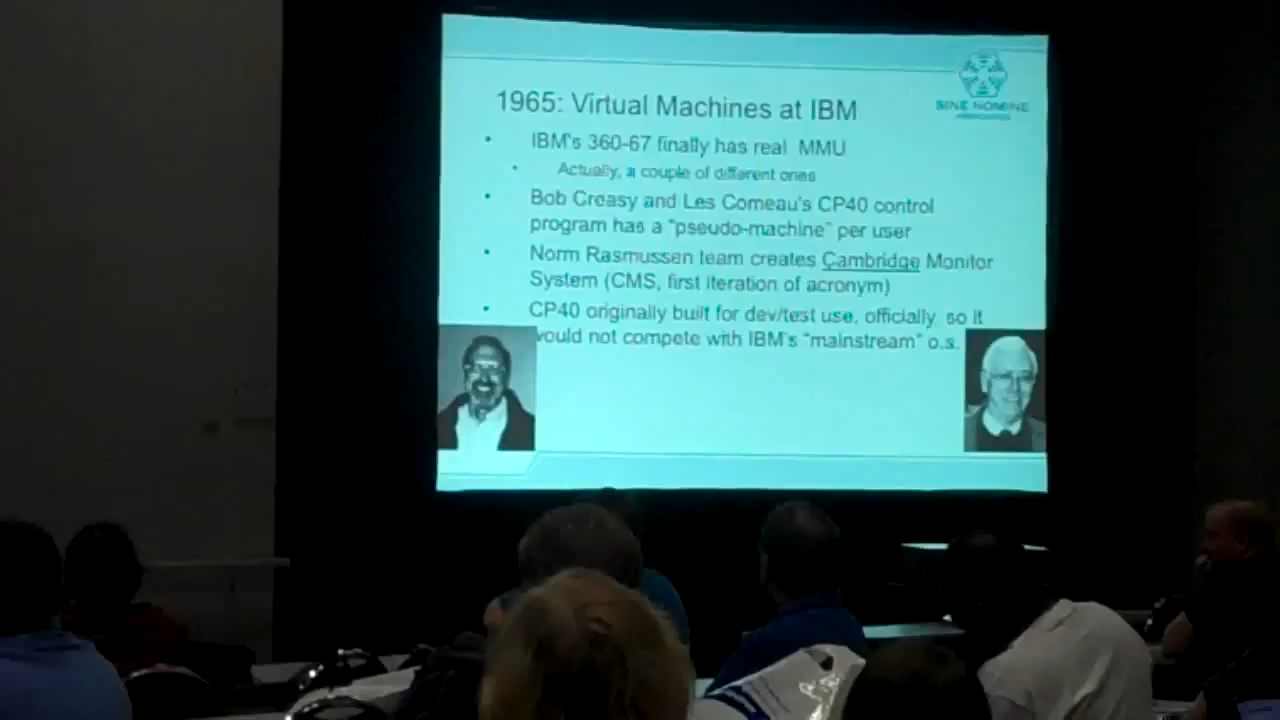 SINE NOMINE
ASSOCIATES
1965: Virtual Machines at IBM
• IBM's 360-67 finally has real MMU
• Actually, a couple of different ones
• Bob Creasy and Les Comeau's CP40 control
program has a "pseudo-machine" per user
• Norm Rasmussen team creates Cambridge Monitor
System (CMS, first iteration of acronym)
• CP40 originally built for dev/test use, officially so it
would not compete with IBM's "mainstream" o.s.